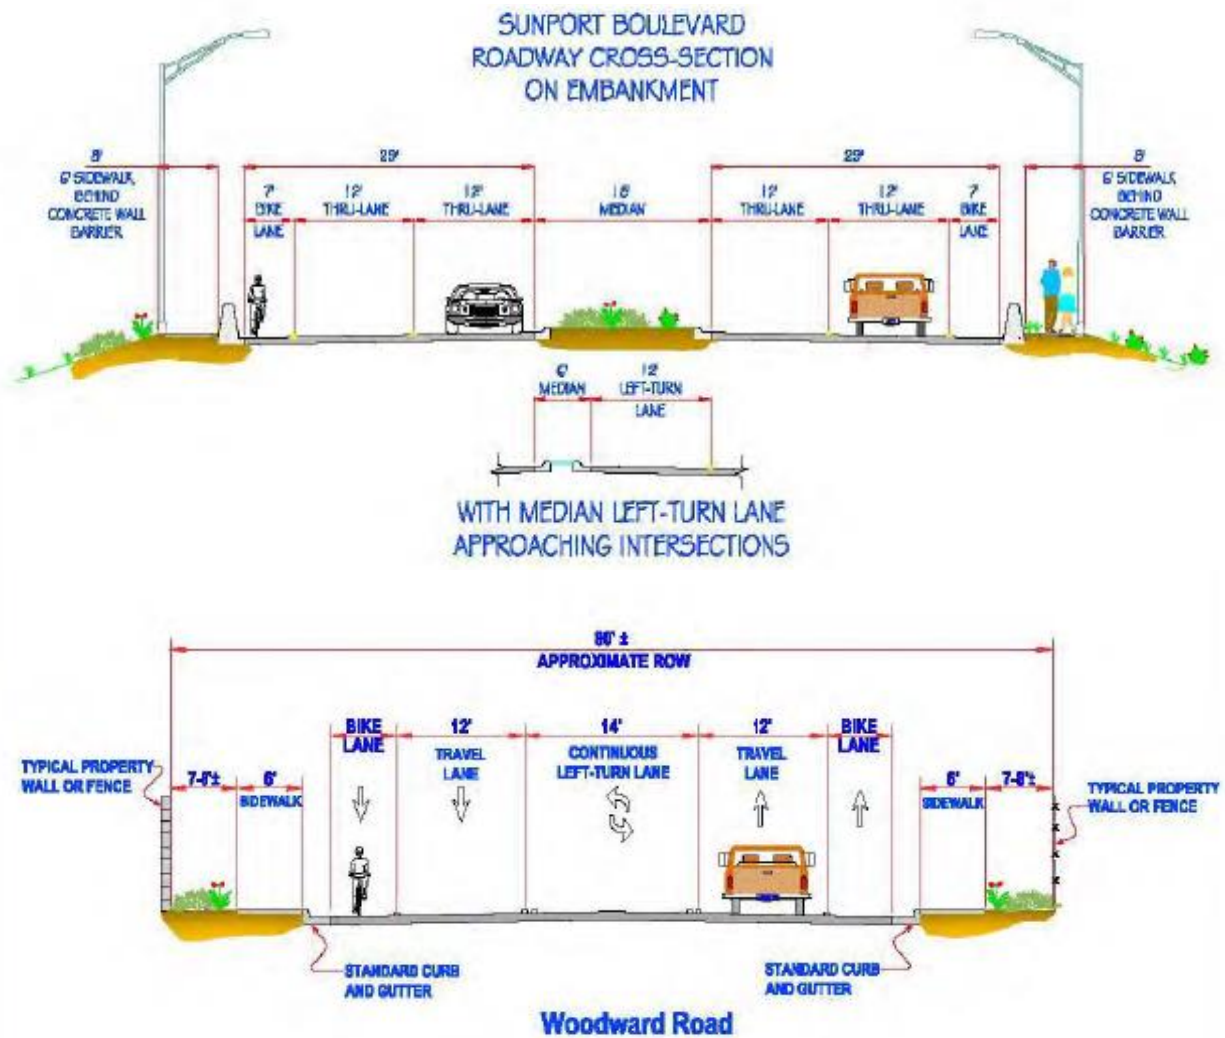 SUNPORT BOULEVARD
ROADWAY CROSS-SECTION
ON EMBANKMENT
8' 29' 29' 8'
6' SIDEWALK
BEHIND
CONCRETE WALL
BARRIER
7'
BIKE
LANE
12'
THRU-LANE
12'
THRU-LANE
18'
MEDIAN
12'
THRU-LANE
12'
THRU-LANE
7'
BIKE
LANE
6' SIDEWALK
BEHIND
CONCRETE WALL
BARRIER
6'
MEDIAN
12'
LEFT-TURN
LANE
WITH MEDIAN LEFT-TURN LANE
APPROACHING INTERSECTIONS
±
APPROXIMATE ROW
BIKE
LANE
12'
TRAVEL
LANE
14'
CONTINUOUS
LEFT-TURN LANE
12'
TRAVEL
LANE
BIKE
LANE
TYPICAL PROPERTY
WALL OR FENCE
7-8'±
6'
SIDEWALK
6'
SIDEWALK
7-8'±
TYPICAL PROPERTY
WALL OR FENCE
STANDARD CURB
AND GUTTER
STANDARD CURB
AND GUTTER
Woodward Road